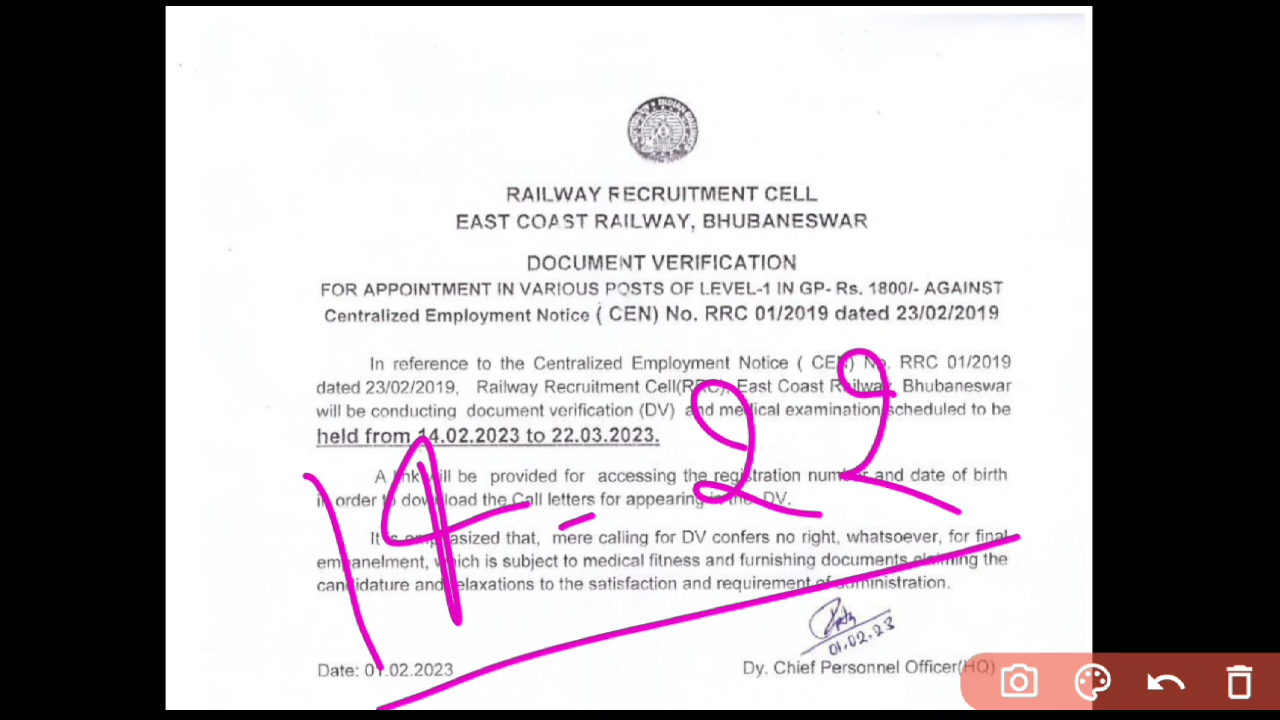 RAILWAY RECRUITMENT CELL
EAST COAST RAILWAY, BHUBANESWAR
DOCUMENT VERIFICATION
FOR APPOINTMENT IN VARIOUS POSTS OF LEVEL-1 IN GP- Rs. 1800/- AGAINST
Centralized Employment Notice ( CEN) No. RRC 01/2019 dated 23/02/2019
In reference to the Centralized Employment Notice ( CEN) No. RRC 01/2019
dated 23/02/2019, Railway Recruitment Cell(RRC), East Coast Railway, Bhubaneswar
will be conducting document verification (DV) and medical examination scheduled to be
held from 14.02.2023 to 22.03.2023.
A link will be provided for accessing the registration number and date of birth
in order to download the Call letters for appearing in the DV.
It is emphasized that, mere calling for DV confers no right, whatsoever, for final
empanelment, which is subject to medical fitness and furnishing documents claiming the
candidature and relaxations to the satisfaction and requirement of administration.
14 - 22
01.02.23
Date: 01.02.2023 Dy. Chief Personnel Officer(HQ)